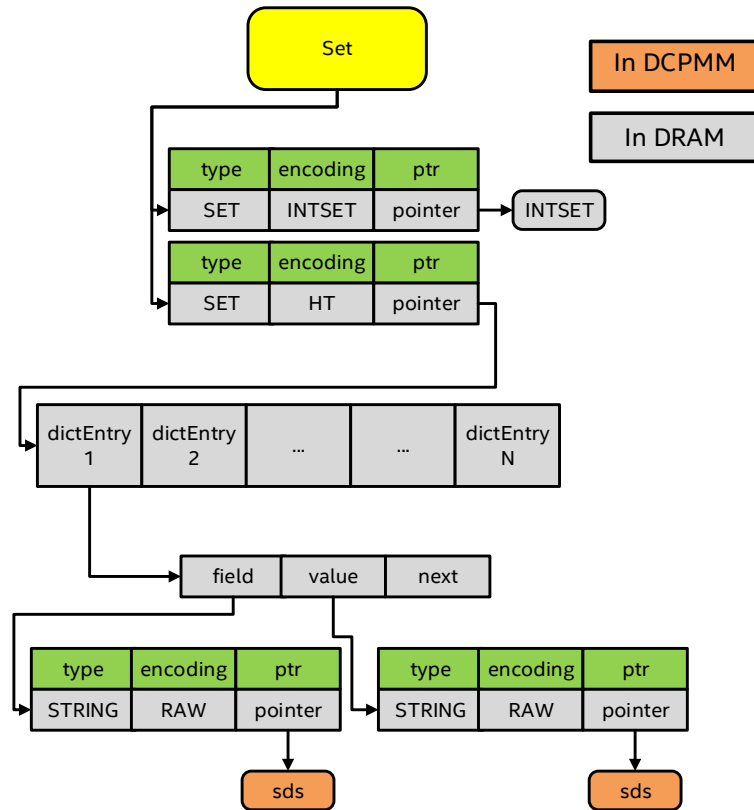 Set
In DCPMM
In DRAM
type encoding ptr
SET INTSET pointer
INTSET
type encoding ptr
SET HT pointer
dictEntry
1
dictEntry
2
...
...
dictEntry
N
field value next
type encoding ptr
STRING RAW pointer
sds
type encoding ptr
STRING RAW pointer
sds